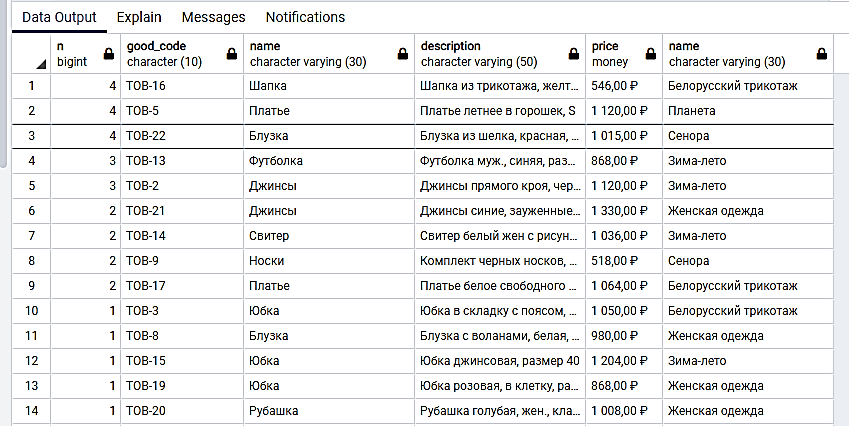 Data Output Explain Messages Notifications
n good_code name description price name
bigint character (10) character varying (30) character varying (50) money character varying (30)
1 4 ТОВ-16 Шапка Шапка из трикотажа, желт... 546,00 ₽ Белорусский трикотаж
2 4 ТОВ-5 Платье Платье летнее в горошек, S 1 120,00 ₽ Планета
3 4 ТОВ-22 Блузка Блузка из шелка, красная, ... 1 015,00 ₽ Сенора
4 3 ТОВ-13 Футболка Футболка муж., синяя, раз... 868,00 ₽ Зима-лето
5 3 ТОВ-2 Джинсы Джинсы прямого кроя, чер... 1 120,00 ₽ Зима-лето
6 2 ТОВ-21 Джинсы Джинсы синие, зауженные... 1 330,00 ₽ Женская одежда
7 2 ТОВ-14 Свитер Свитер белый жен с рисун... 1 036,00 ₽ Зима-лето
8 2 ТОВ-9 Носки Комплект черных носков, ... 518,00 ₽ Сенора
9 2 ТОВ-17 Платье Платье белое свободного ... 1 064,00 ₽ Белорусский трикотаж
10 1 ТОВ-3 Юбка Юбка в складку с поясом, ... 1 050,00 ₽ Белорусский трикотаж
11 1 ТОВ-8 Блузка Блузка с воланами, белая, ... 980,00 ₽ Женская одежда
12 1 ТОВ-15 Юбка Юбка джинсовая, размер 40 1 204,00 ₽ Зима-лето
13 1 ТОВ-19 Юбка Юбка розовая, в клетку, ра... 868,00 ₽ Женская одежда
14 1 ТОВ-20 Рубашка Рубашка голубая, жен., кла... 1 008,00 ₽ Женская одежда